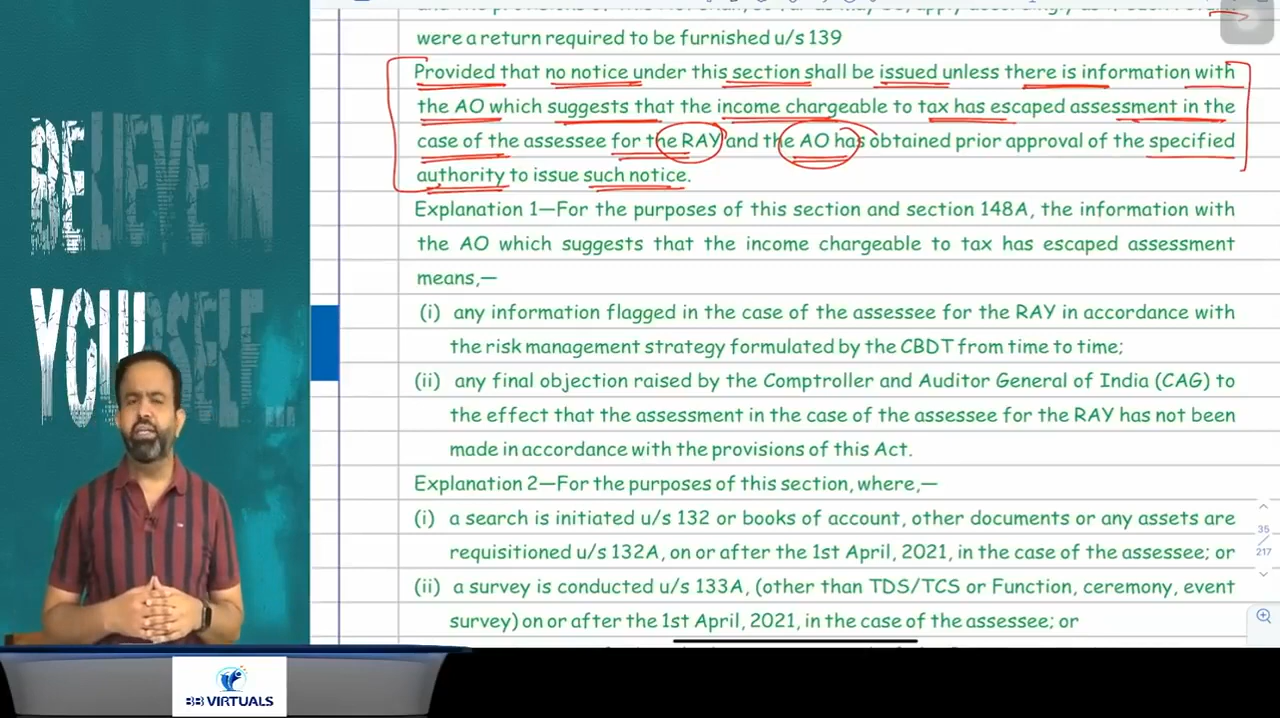 were a return required to be furnished u/s 139
Provided that no notice under this section shall be issued unless there is information with
the AO which suggests that the income chargeable to tax has escaped assessment in the
case of the assessee for the RAY and the AO has obtained prior approval of the specified
authority to issue such notice.
Explanation 1—For the purposes of this section and section 148A, the information with
the AO which suggests that the income chargeable to tax has escaped assessment
means,—
(i) any information flagged in the case of the assessee for the RAY in accordance with
the risk management strategy formulated by the CBDT from time to time;
(ii) any final objection raised by the Comptroller and Auditor General of India (CAG) to
the effect that the assessment in the case of the assessee for the RAY has not been
made in accordance with the provisions of this Act.
Explanation 2—For the purposes of this section, where,—
(i) a search is initiated u/s 132 or books of account, other documents or any assets are
requisitioned u/s 132A, on or after the 1st April, 2021, in the case of the assessee; or
(ii) a survey is conducted u/s 133A, (other than TDS/TCS or Function, ceremony, event
survey) on or after the 1st April, 2021, in the case of the assessee; or
35
217
BELIEVE IN
YOURSELF...
BB VIRTUALS